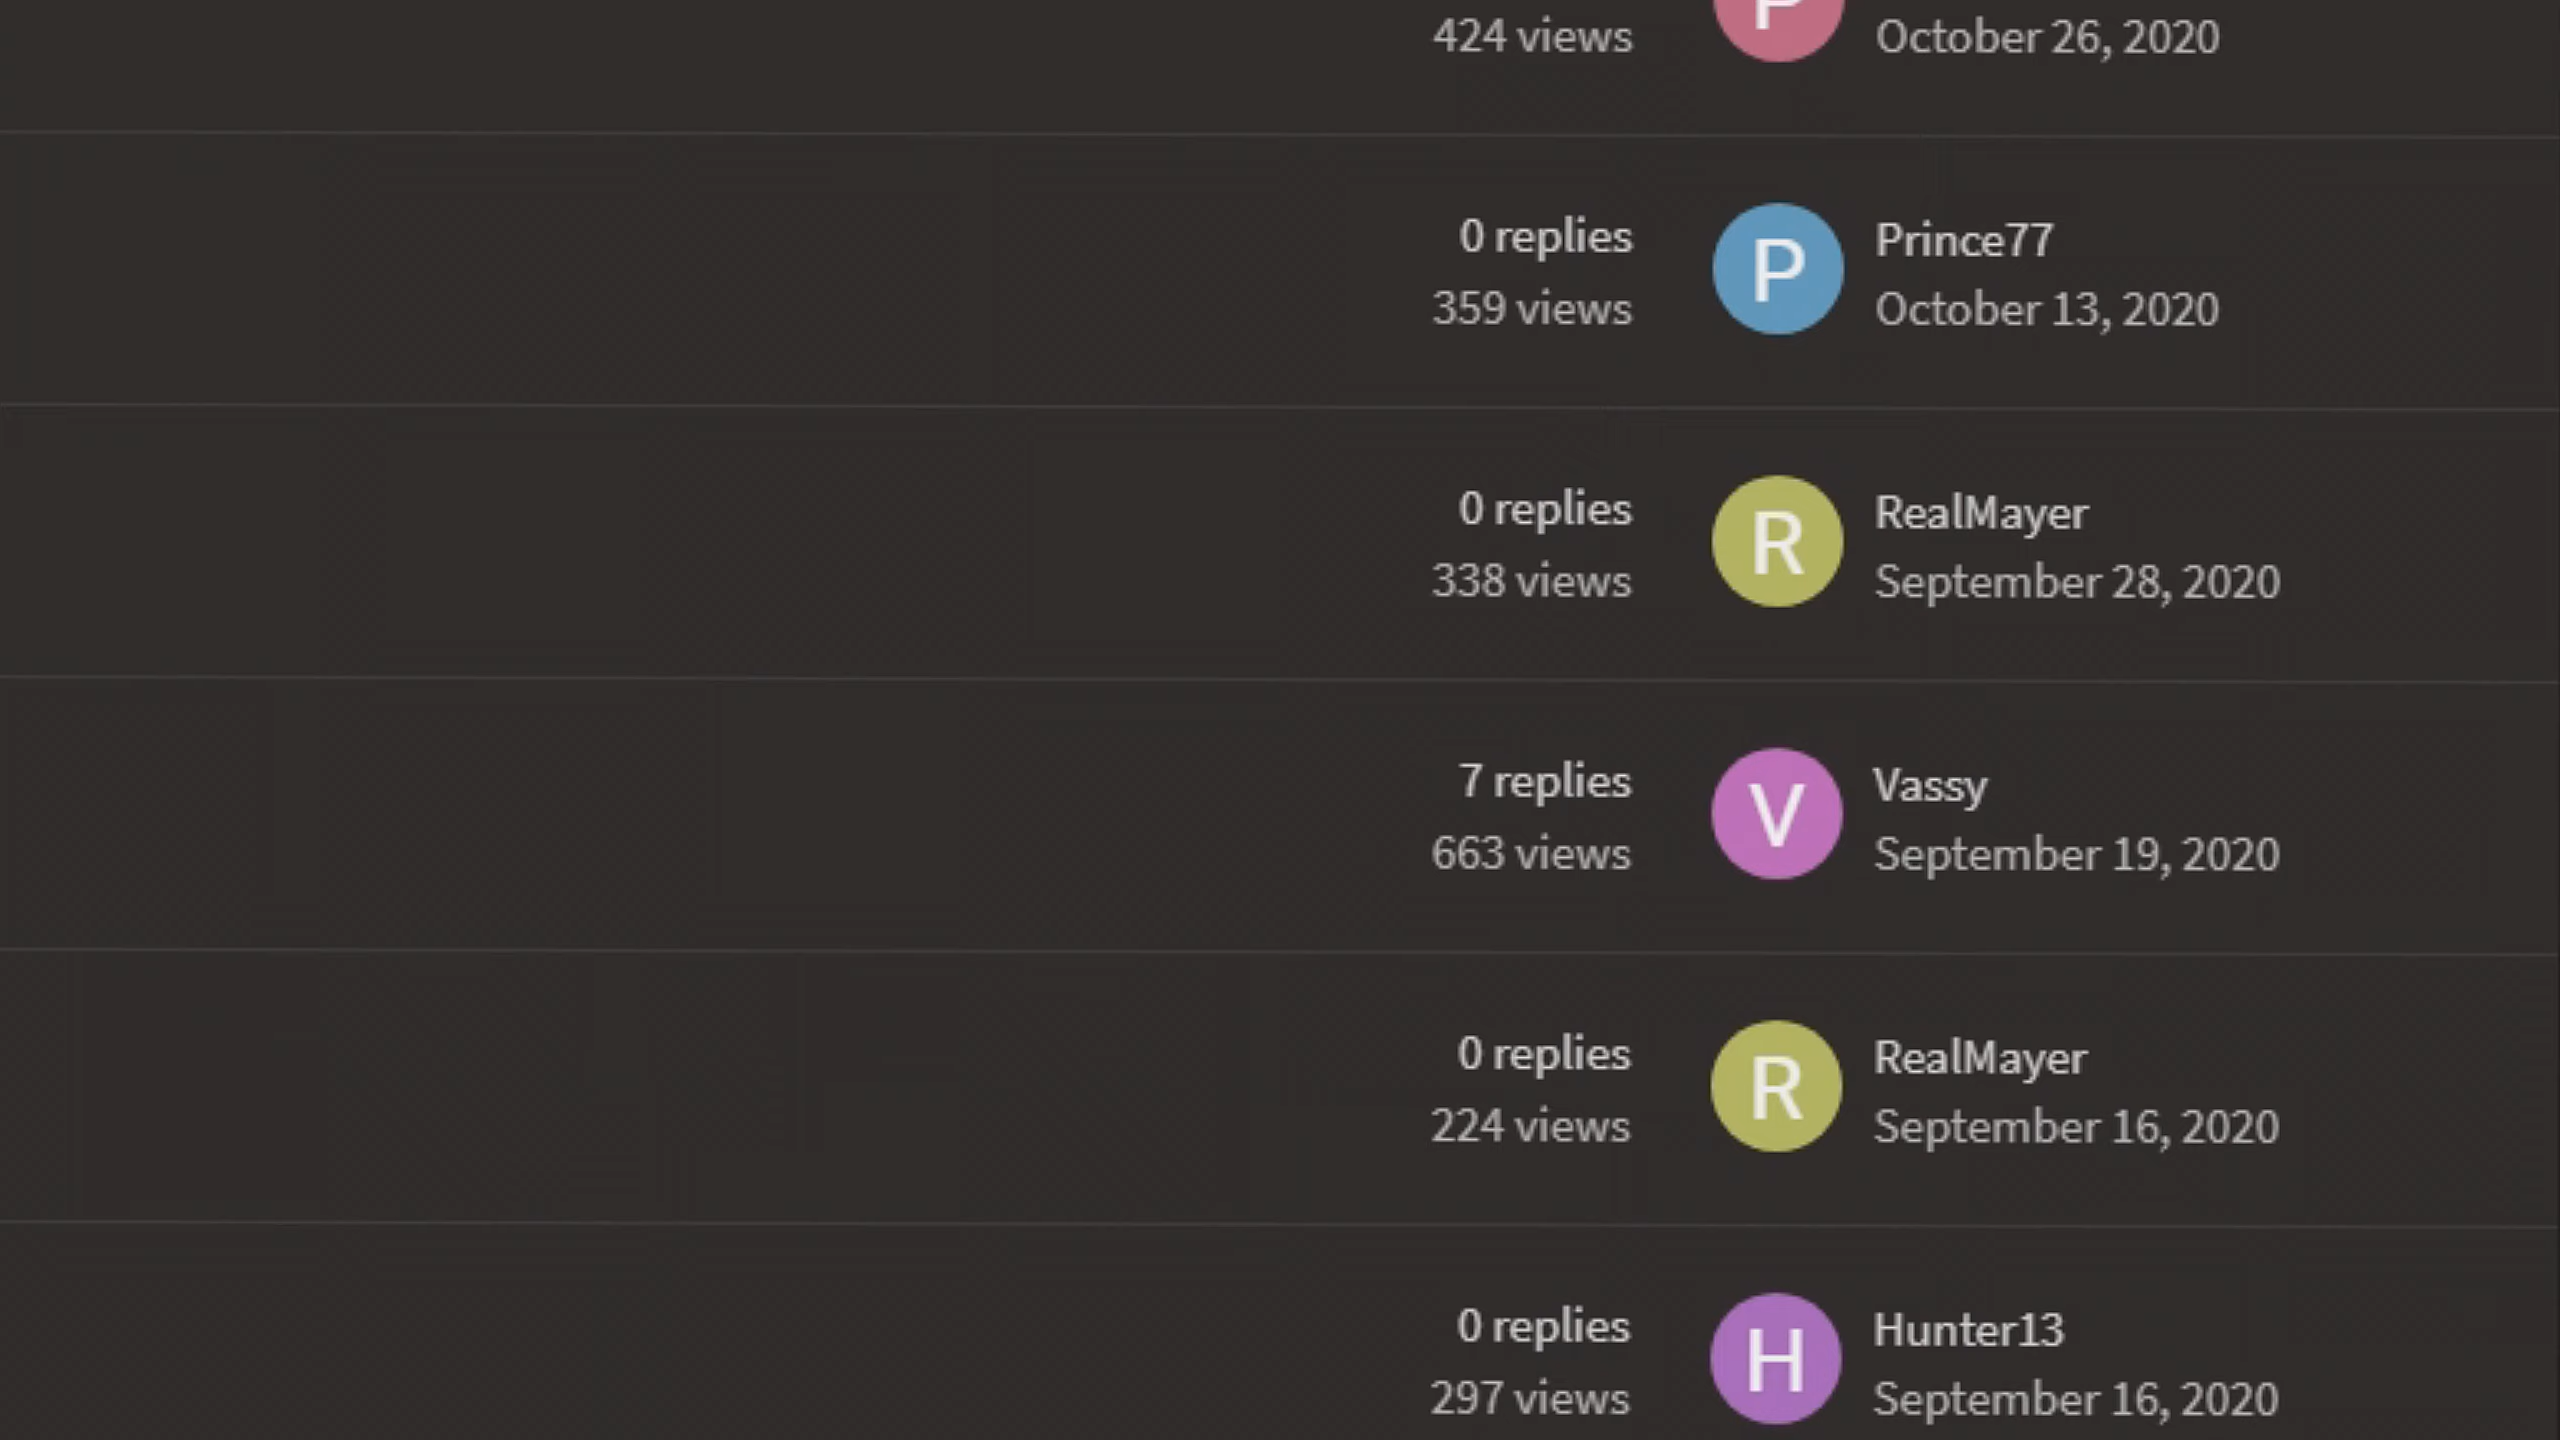 424 views
P
October 26, 2020
0 replies
P
Prince77
359 views
October 13, 2020
0 replies
R
RealMayer
338 views
September 28, 2020
7 replies
V
Vassy
663 views
September 19, 2020
0 replies
R
RealMayer
224 views
September 16, 2020
0 replies
H
Hunter13
297 views
September 16, 2020